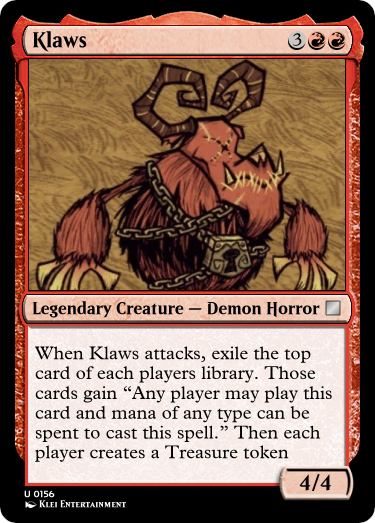 Klaws 3
Legendary Creature — Demon Horror
When Klaws attacks, exile the top
card of each players library. Those
cards gain “Any player may play this
card and mana of any type can be
spent to cast this spell.” Then each
player creates a Treasure token
4/4
U 0156
Klei Entertainment